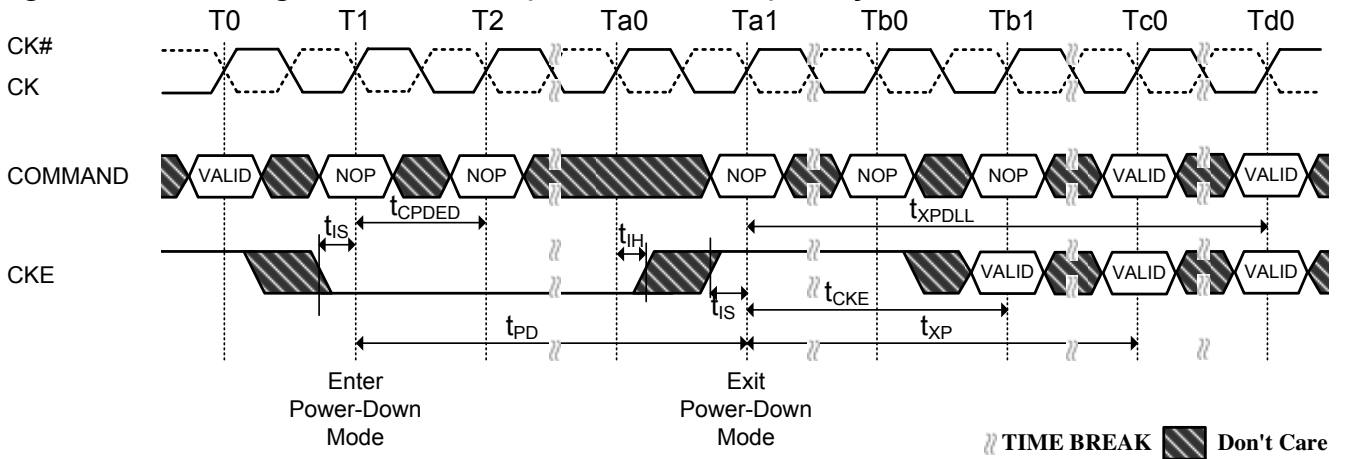 T0 T1 T2 Ta0 Ta1 Tb0 Tb1 Tc0 Td0
CK#
CK
COMMAND VALID NOP NOP NOP NOP NOP VALID VALID
tIS tCPDED tIH tXPDLL
CKE VALID VALID VALID
tIS tCKE
tPD tXP
Enter
Power-Down
Mode
Exit
Power-Down
Mode
TIME BREAK Don't Care